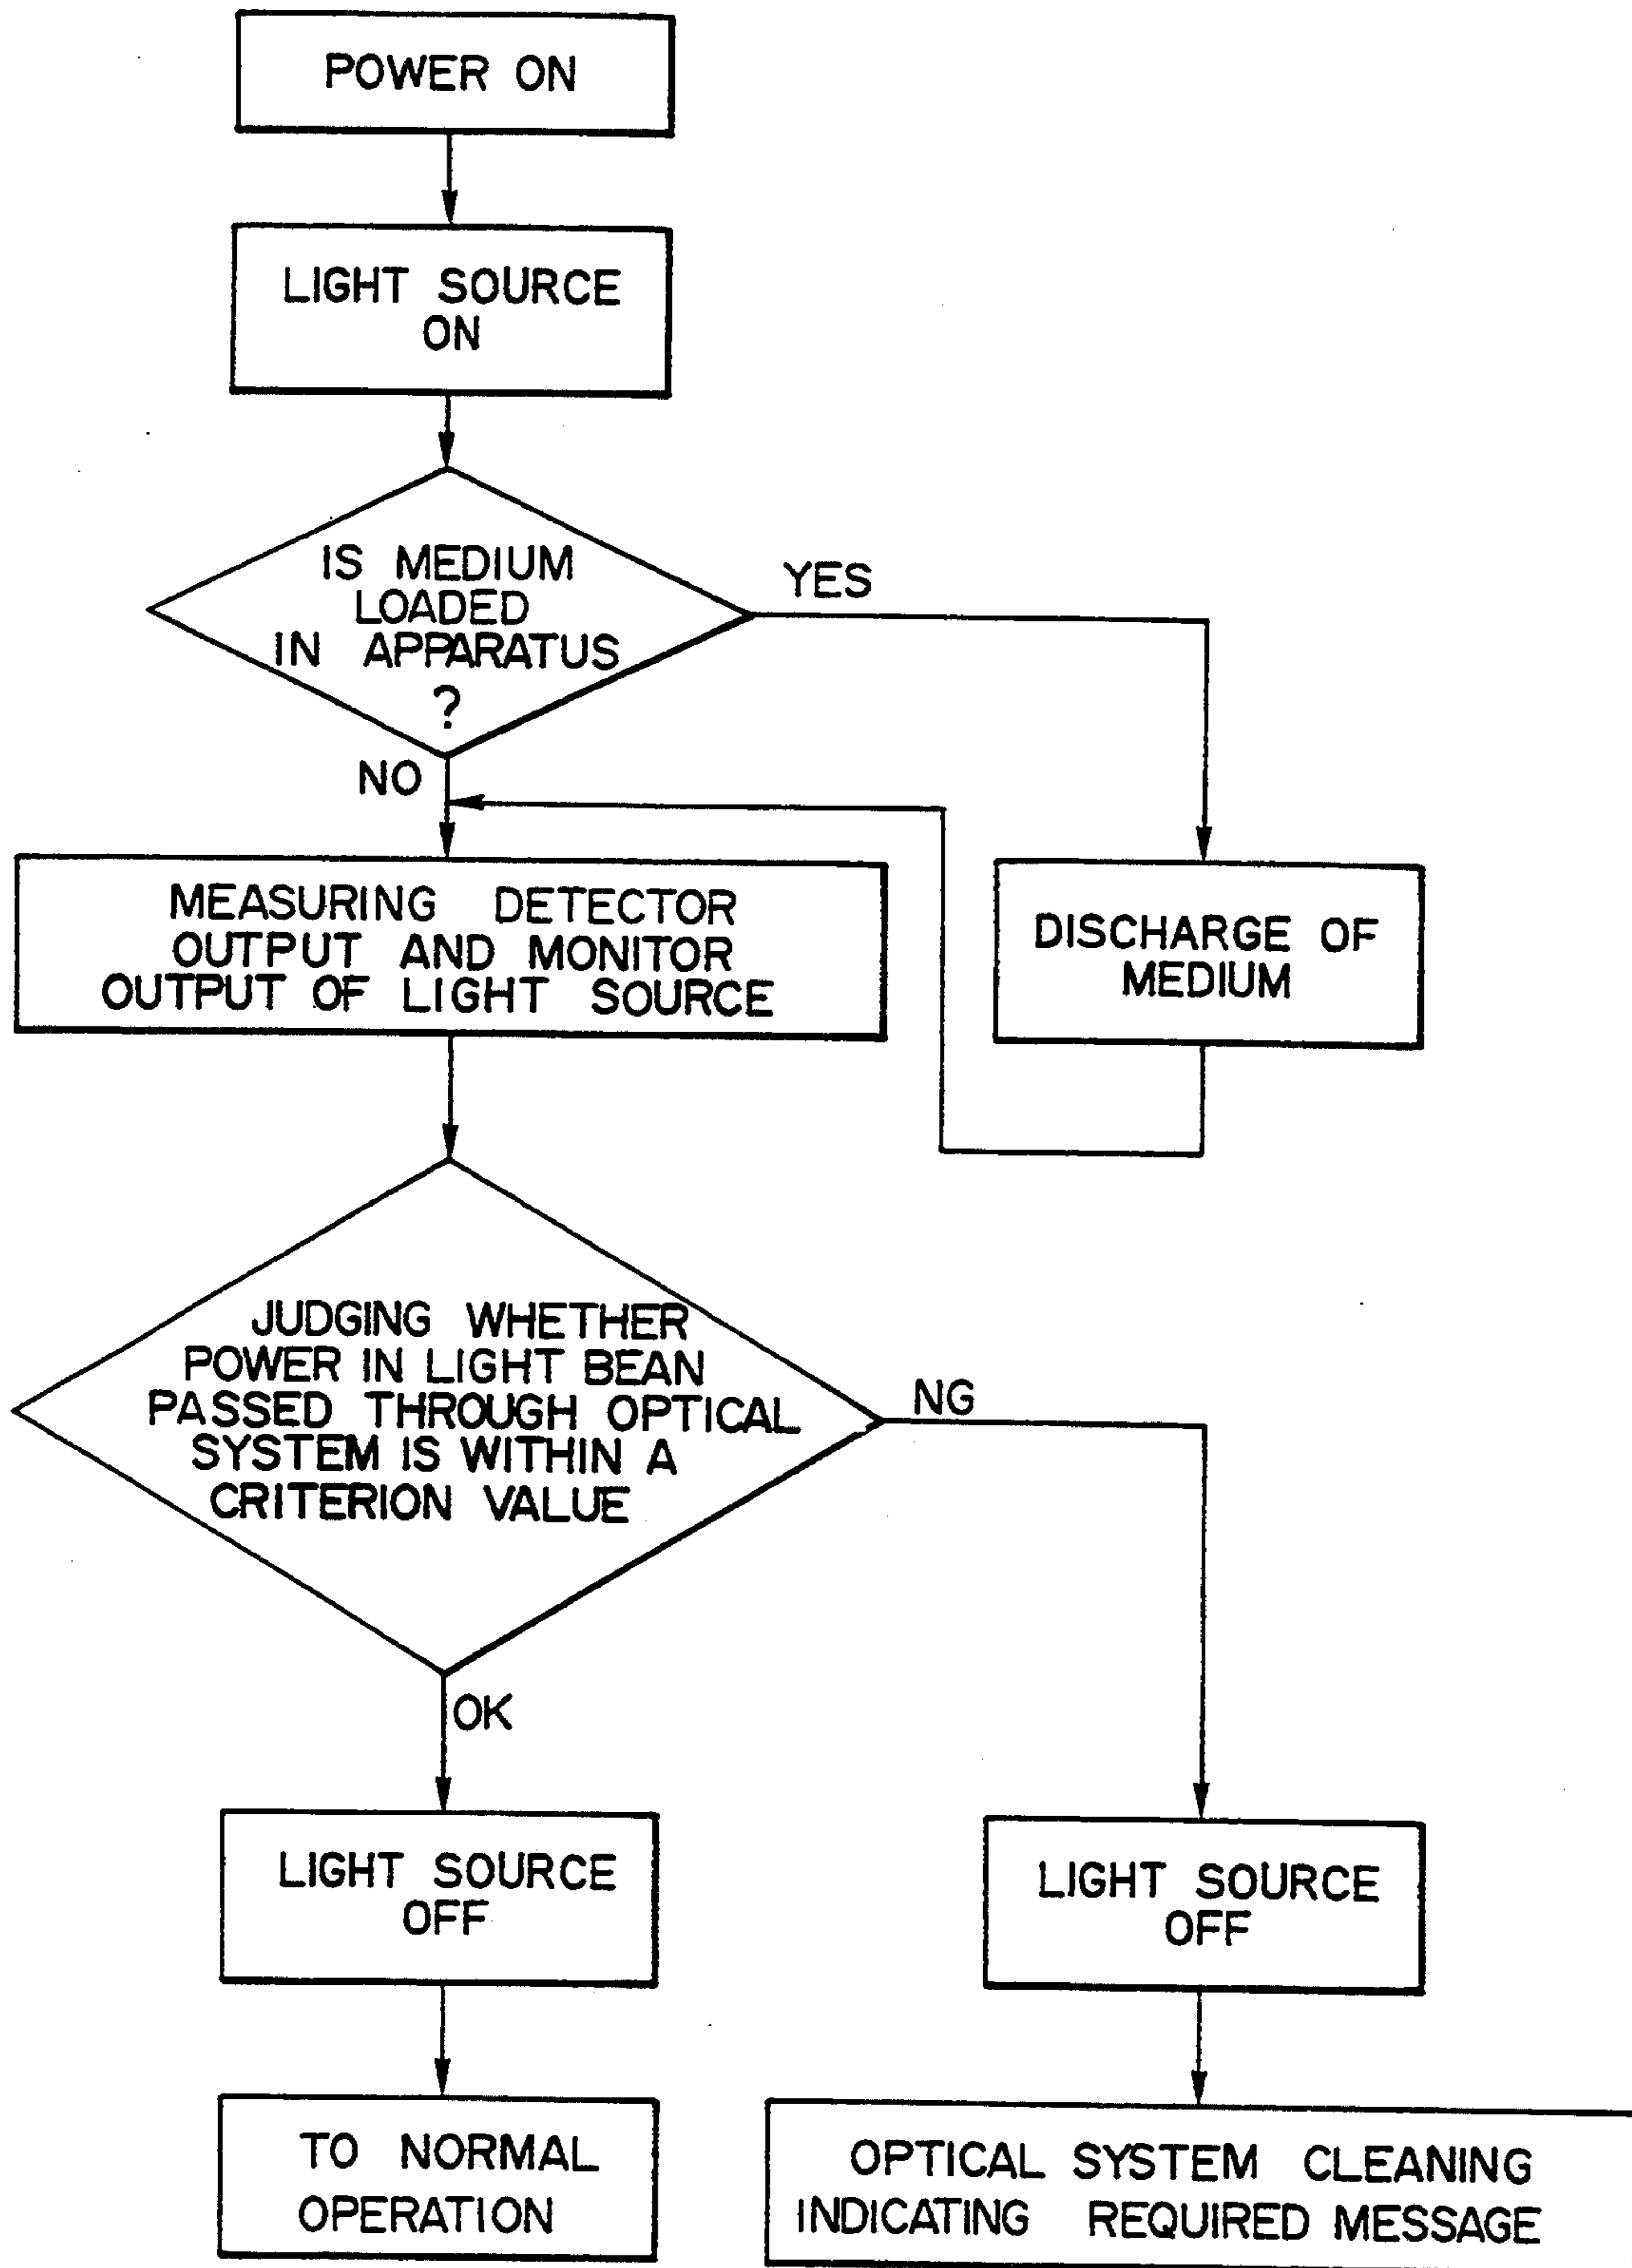 POWER ON
LIGHT SOURCE
ON
IS MEDIUM
LOADED
IN APPARATUS
?
YES
NO
MEASURING DETECTOR
OUTPUT AND MONITOR
OUTPUT OF LIGHT SOURCE
DISCHARGE OF
MEDIUM
JUDGING WHETHER
POWER IN LIGHT BEAN
PASSED THROUGH OPTICAL
SYSTEM IS WITHIN A
CRITERION VALUE
NG
OK
LIGHT SOURCE
OFF
LIGHT SOURCE
OFF
TO NORMAL
OPERATION
OPTICAL SYSTEM CLEANING
INDICATING REQUIRED MESSAGE